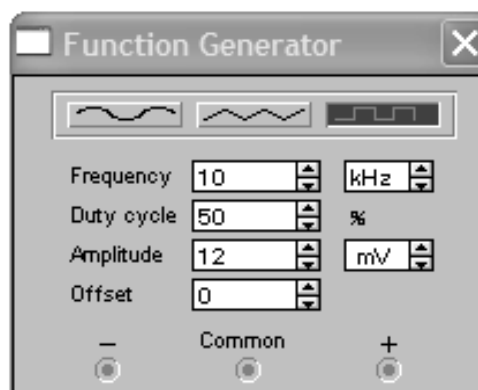 Function Generator
Frequency 10 kHz
Duty cycle 50 %
Amplitude 12 mV
Offset 0
− Common +